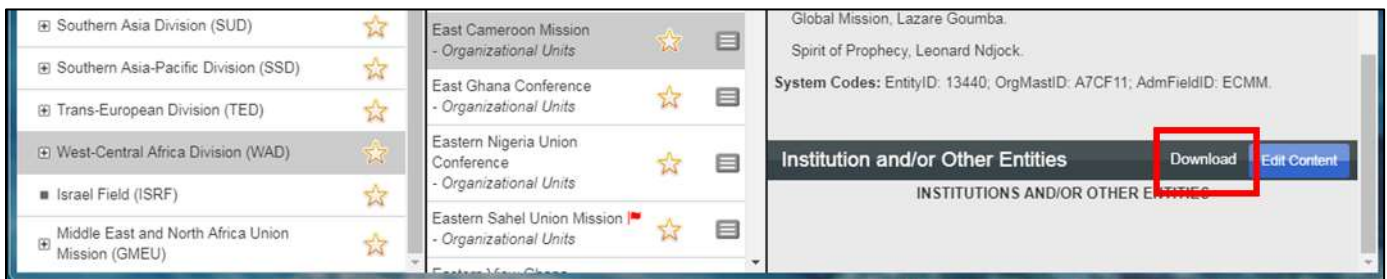 Southern Asia Division (SUD)
Southern Asia-Pacific Division (SSD)
Trans-European Division (TED)
West-Central Africa Division (WAD)
Israel Field (ISRF)
Middle East and North Africa Union
Mission (GMEU)
East Cameroon Mission
- Organizational Units
East Ghana Conference
- Organizational Units
Eastern Nigeria Union
Conference
- Organizational Units
Eastern Sahel Union Mission
- Organizational Units
Global Mission, Lazare Goumba.
Spirit of Prophecy, Leonard Ndjock.
System Codes: EntityID: 13440; OrgMastID: A7CF11; AdmFieldID: ECMM.
Institution and/or Other Entities Download Edit Content
INSTITUTIONS AND/OR OTHER ENTITIES